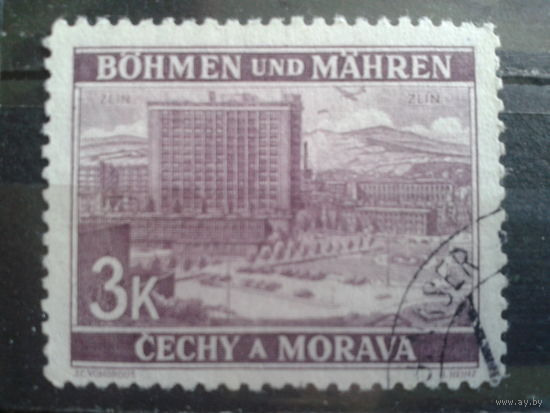 BÖHMEN UND MÄHREN
ZLIN ZLIN
3K
ČECHY A MORAVA
www.ay.by